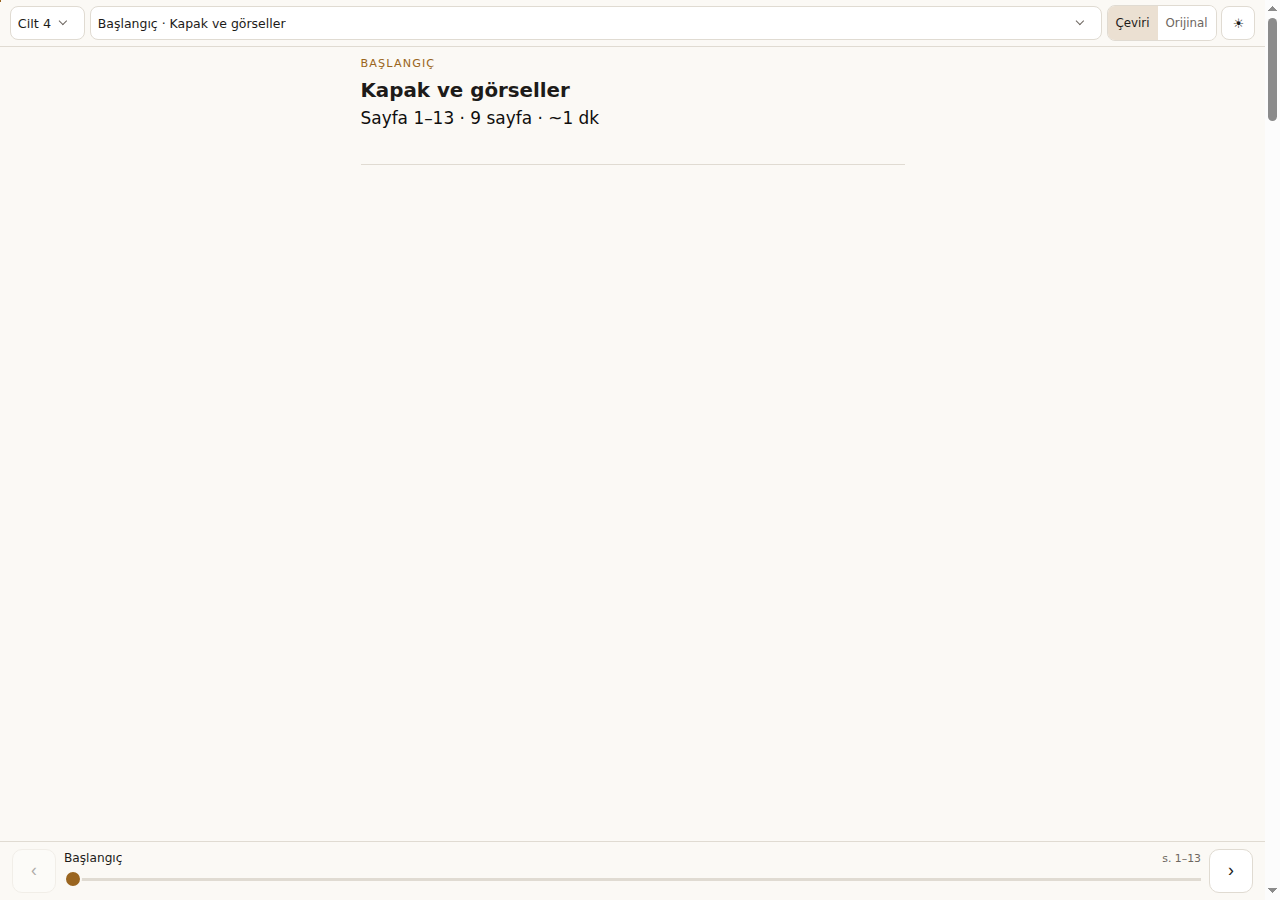 Cilt 4
Başlangıç · Kapak ve görseller
Çeviri
Orijinal
BAŞLANGIÇ
Kapak ve görseller
Sayfa 1–13 · 9 sayfa · ~1 dk
Başlangıç
s. 1–13